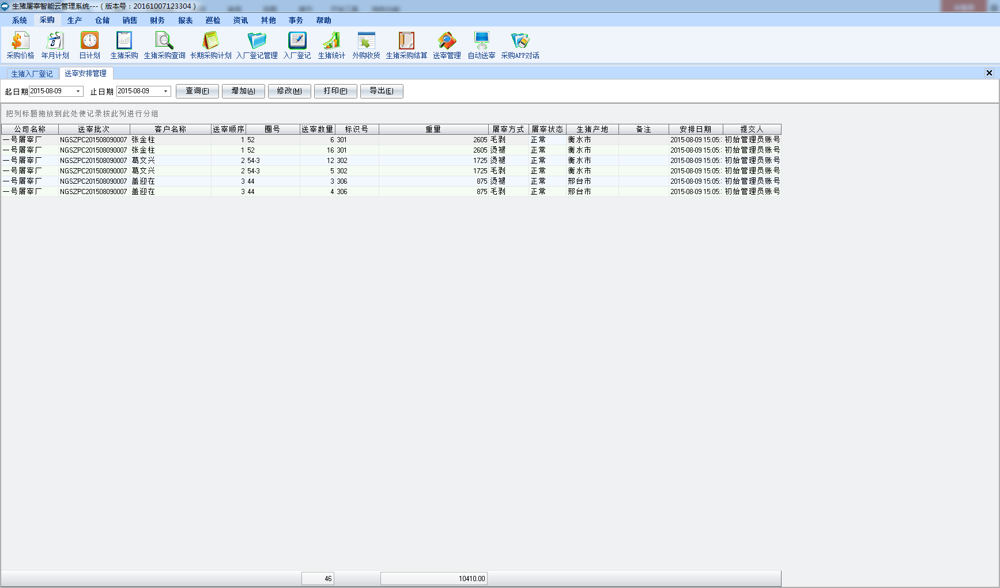 生猪屠宰智能云管理系统---（版本号：20161007123304）
系统 采购 生产 仓储 销售 财务 报表 巡检 资讯 其他 事务 帮助
采购价格 年月计划 日计划 生猪采购 生猪采购查询 长期采购计划 入厂登记管理 入厂登记 生猪统计 外购收货 生猪采购结算 送宰管理 自动送宰 采购APP对话
生猪入厂登记 送宰安排管理
起日期 2015-08-09 止日期 2015-08-09 查询(F) 增加(A) 修改(M) 打印(P) 导出(E)
把列标题拖放到此处使记录按此列进行分组
公司名称 送宰批次 客户名称 送宰顺序 圈号 送宰数量 标识号 重量 屠宰方式 屠宰状态 生猪产地 备注 安排日期 提交人
一号屠宰厂 NGSZPC201508090007 张金柱 1 52 6 301 2605 毛剥 正常 衡水市 2015-08-09 15:05: 初始管理员账号
一号屠宰厂 NGSZPC201508090007 张金柱 1 52 16 301 2605 烫褪 正常 衡水市 2015-08-09 15:05: 初始管理员账号
一号屠宰厂 NGSZPC201508090007 葛文兴 2 54-3 12 302 1725 烫褪 正常 衡水市 2015-08-09 15:05: 初始管理员账号
一号屠宰厂 NGSZPC201508090007 葛文兴 2 54-3 5 302 1725 毛剥 正常 衡水市 2015-08-09 15:05: 初始管理员账号
一号屠宰厂 NGSZPC201508090007 盖迎在 3 44 3 306 875 烫褪 正常 邢台市 2015-08-09 15:05: 初始管理员账号
一号屠宰厂 NGSZPC201508090007 盖迎在 3 44 4 306 875 毛剥 正常 邢台市 2015-08-09 15:05: 初始管理员账号
46 10410.00